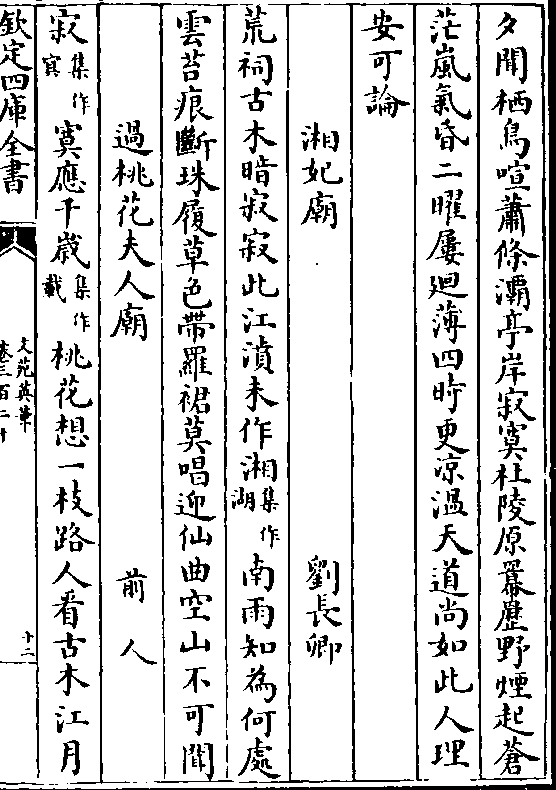 夕聞栖鳥喧蕭條灞亭岸寂寞杜陵原羃歷野煙起蒼
茫嵐氣昏二曜屢迴薄四時更凉溫天道尚如此人理
安可論
湘妃廟 劉長卿
荒祠古木暗寂寂此江濆未作湘集作湖南雨知為何處
雲苔痕斷珠履草色帶羅裙莫唱迎仙曲空山不可聞
過桃花夫人廟 前人
寂集作寞應千歲集作載桃花想一枝路人看古木江月
欽定四庫全書
文苑英華
卷三百二十
十二